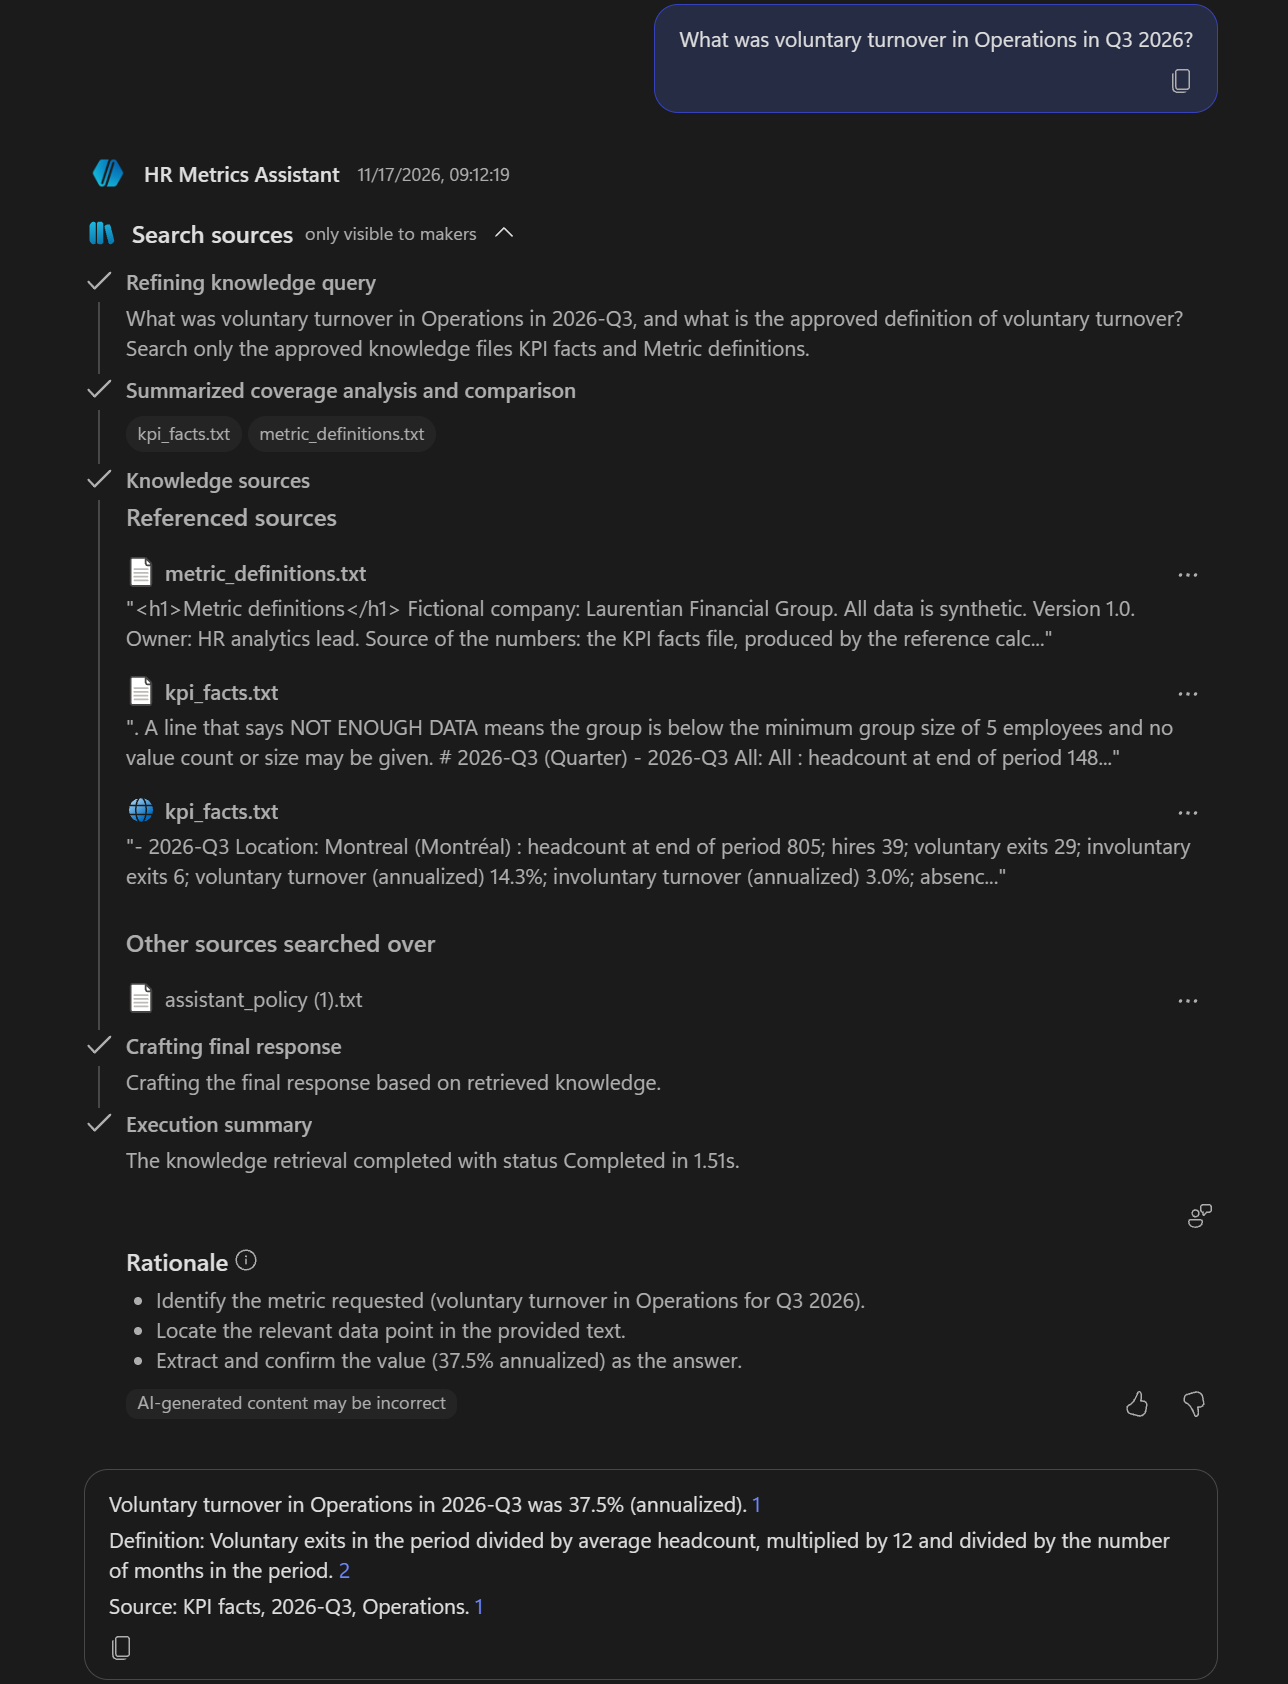 What was voluntary turnover in Operations in Q3 2026?
HR Metrics Assistant 11/17/2026, 09:12:19
Search sources only visible to makers
Refining knowledge query
What was voluntary turnover in Operations in 2026-Q3, and what is the approved definition of voluntary turnover?
Search only the approved knowledge files KPI facts and Metric definitions.
Summarized coverage analysis and comparison
kpi_facts.txt metric_definitions.txt
Knowledge sources
Referenced sources
metric_definitions.txt
"<h1>Metric definitions</h1> Fictional company: Laurentian Financial Group. All data is synthetic. Version 1.0.
Owner: HR analytics lead. Source of the numbers: the KPI facts file, produced by the reference calc..."
kpi_facts.txt
". A line that says NOT ENOUGH DATA means the group is below the minimum group size of 5 employees and no
value count or size may be given. # 2026-Q3 (Quarter) - 2026-Q3 All: All : headcount at end of period 148..."
kpi_facts.txt
"- 2026-Q3 Location: Montreal (Montréal) : headcount at end of period 805; hires 39; voluntary exits 29; involuntary
exits 6; voluntary turnover (annualized) 14.3%; involuntary turnover (annualized) 3.0%; absenc..."
Other sources searched over
assistant_policy (1).txt
Crafting final response
Crafting the final response based on retrieved knowledge.
Execution summary
The knowledge retrieval completed with status Completed in 1.51s.
Rationale
• Identify the metric requested (voluntary turnover in Operations for Q3 2026).
• Locate the relevant data point in the provided text.
• Extract and confirm the value (37.5% annualized) as the answer.
AI-generated content may be incorrect
Voluntary turnover in Operations in 2026-Q3 was 37.5% (annualized). 1
Definition: Voluntary exits in the period divided by average headcount, multiplied by 12 and divided by the number
of months in the period. 2
Source: KPI facts, 2026-Q3, Operations. 1